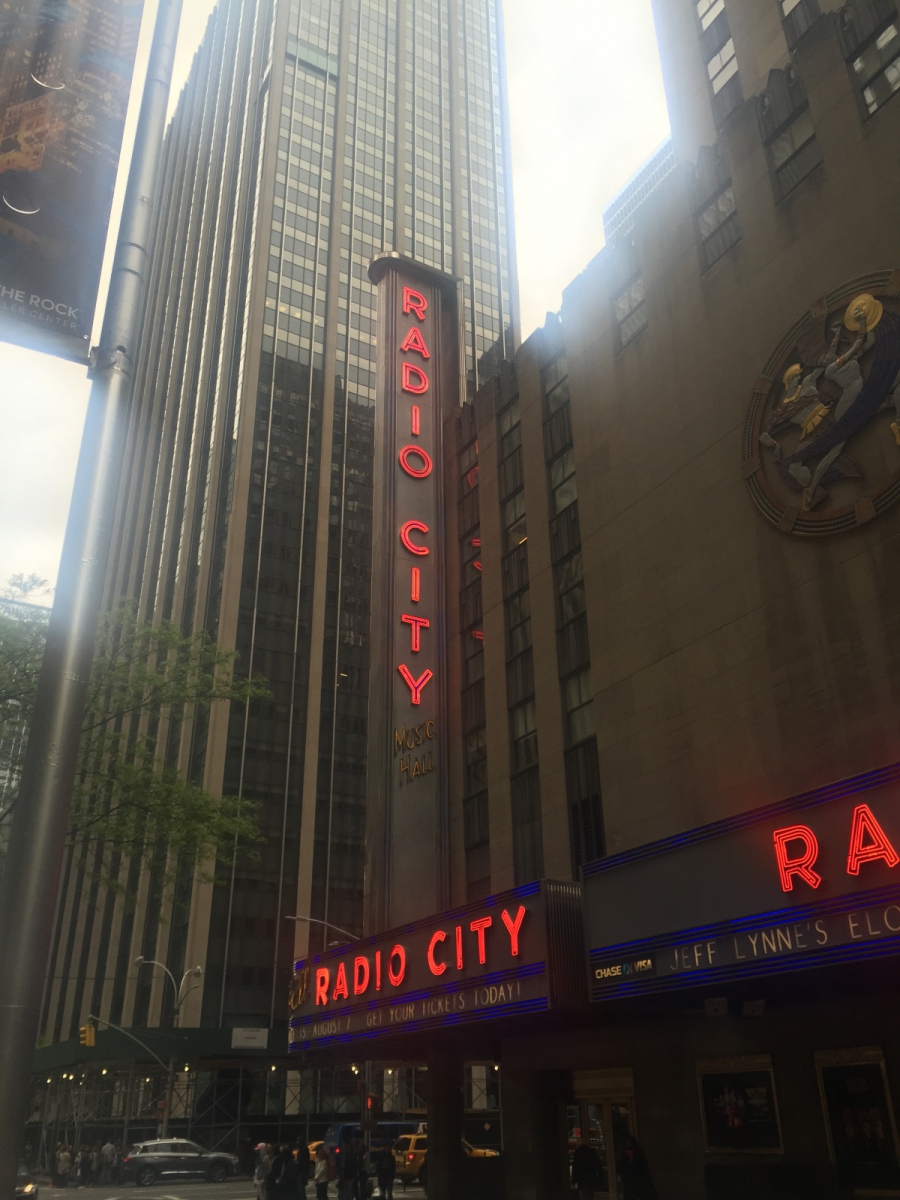 THE ROCK
RADIO CITY
MUSIC
HALL
RADIO CITY
AUGUST 7 GET YOUR TICKETS TODAY!
RA
CHASE VISA
JEFF LYNNE'S ELO